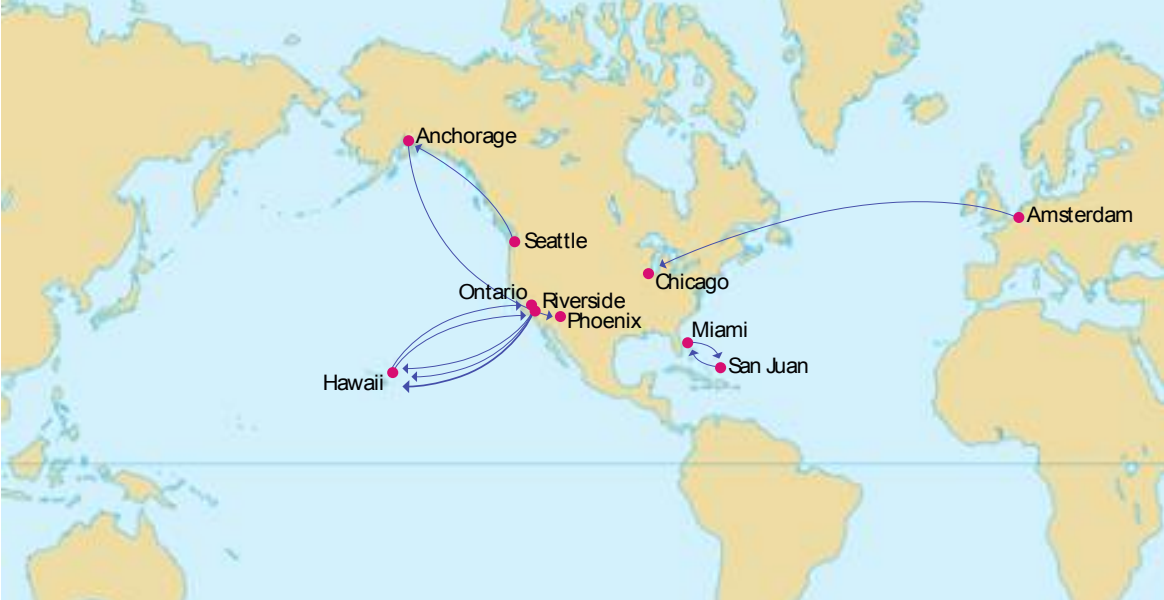 Anchorage
Amsterdam
Seattle
Chicago
Ontario
Riverside
Phoenix
Miami
San Juan
Hawaii